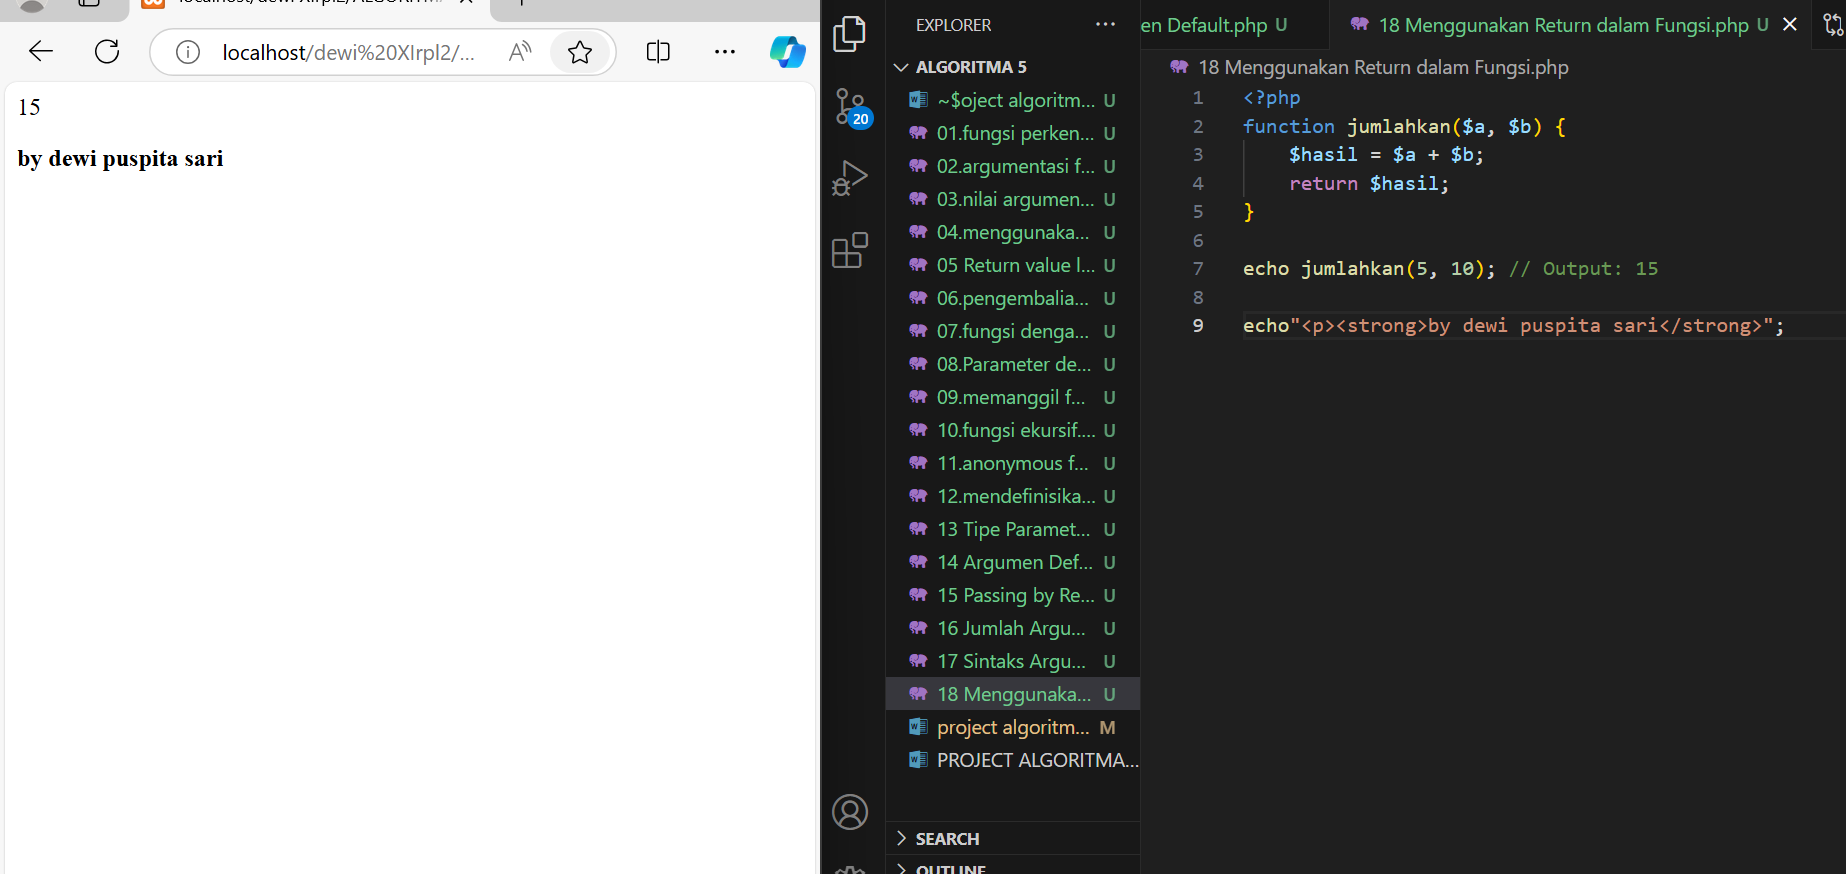 localhost/dewi%20XIrpl2/...
15
by dewi puspita sari
20
EXPLORER
ALGORITMA 5
~$oject algoritm... U
01.fungsi perken... U
02.argumentasi f... U
03.nilai argumen... U
04.menggunaka... U
05 Return value l... U
06.pengembalia... U
07.fungsi denga... U
08.Parameter de... U
09.memanggil f... U
10.fungsi ekursif.... U
11.anonymous f... U
12.mendefinisika... U
13 Tipe Paramet... U
14 Argumen Def... U
15 Passing by Re... U
16 Jumlah Argu... U
17 Sintaks Argu... U
18 Menggunaka... U
project algoritm... M
PROJECT ALGORITMA...
SEARCH
OUTLINE
en Default.php U
18 Menggunakan Return dalam Fungsi.php U
18 Menggunakan Return dalam Fungsi.php
1 <?php
2 function jumlahkan($a, $b) {
3 $hasil = $a + $b;
4 return $hasil;
5 }
6
7 echo jumlahkan(5, 10); // Output: 15
8
9 echo"<p><strong>by dewi puspita sari</strong>";